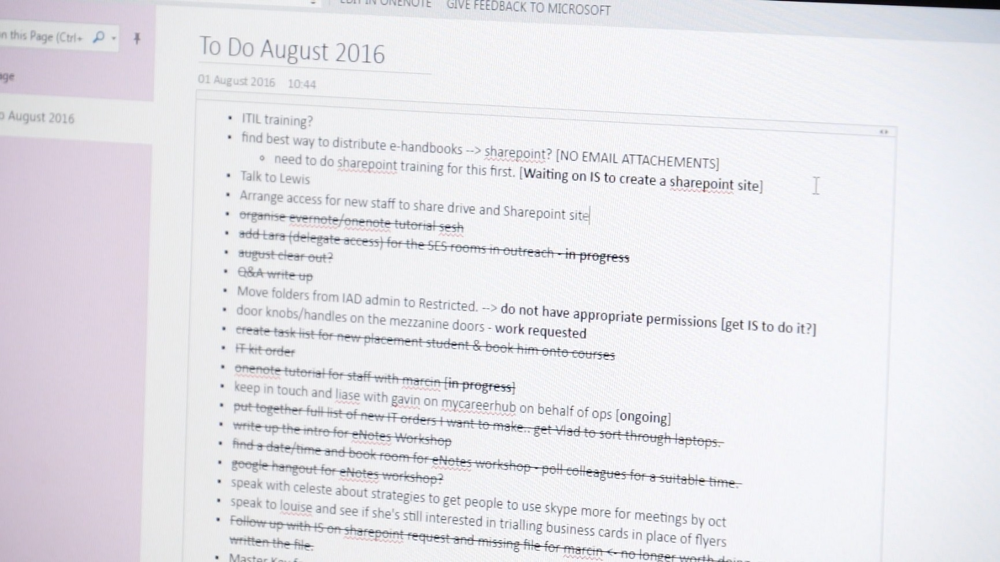 EDIT IN ONENOTE GIVE FEEDBACK TO MICROSOFT
n this Page (Ctrl+
age
o August 2016
To Do August 2016
01 August 2016 10:44
• ITIL training?
• find best way to distribute e-handbooks --> sharepoint? [NO EMAIL ATTACHEMENTS]
o need to do sharepoint training for this first. [Waiting on IS to create a sharepoint site]
• Talk to Lewis
• Arrange access for new staff to share drive and Sharepoint site
• organise evernote/onenote tutorial sesh
• add Lara (delegate access) for the SES rooms in outreach - in progress
• august clear out?
• Q&A write up
• Move folders from IAD admin to Restricted. --> do not have appropriate permissions [get IS to do it?]
• door knobs/handles on the mezzanine doors - work requested
• create task list for new placement student & book him onto courses
• IT kit order
• onenote tutorial for staff with marcin [in progress]
• keep in touch and liase with gavin on mycareerhub on behalf of ops [ongoing]
• put together full list of new IT orders I want to make.. get Vlad to sort through laptops.
• write up the intro for eNotes Workshop
• find a date/time and book room for eNotes workshop - poll colleagues for a suitable time.
• google hangout for eNotes workshop?
• speak with celeste about strategies to get people to use skype more for meetings by oct
• speak to louise and see if she's still interested in trialling business cards in place of flyers
• Follow up with IS on sharepoint request and missing file for marcin <- no longer worth doing
written the file.
• Master Key